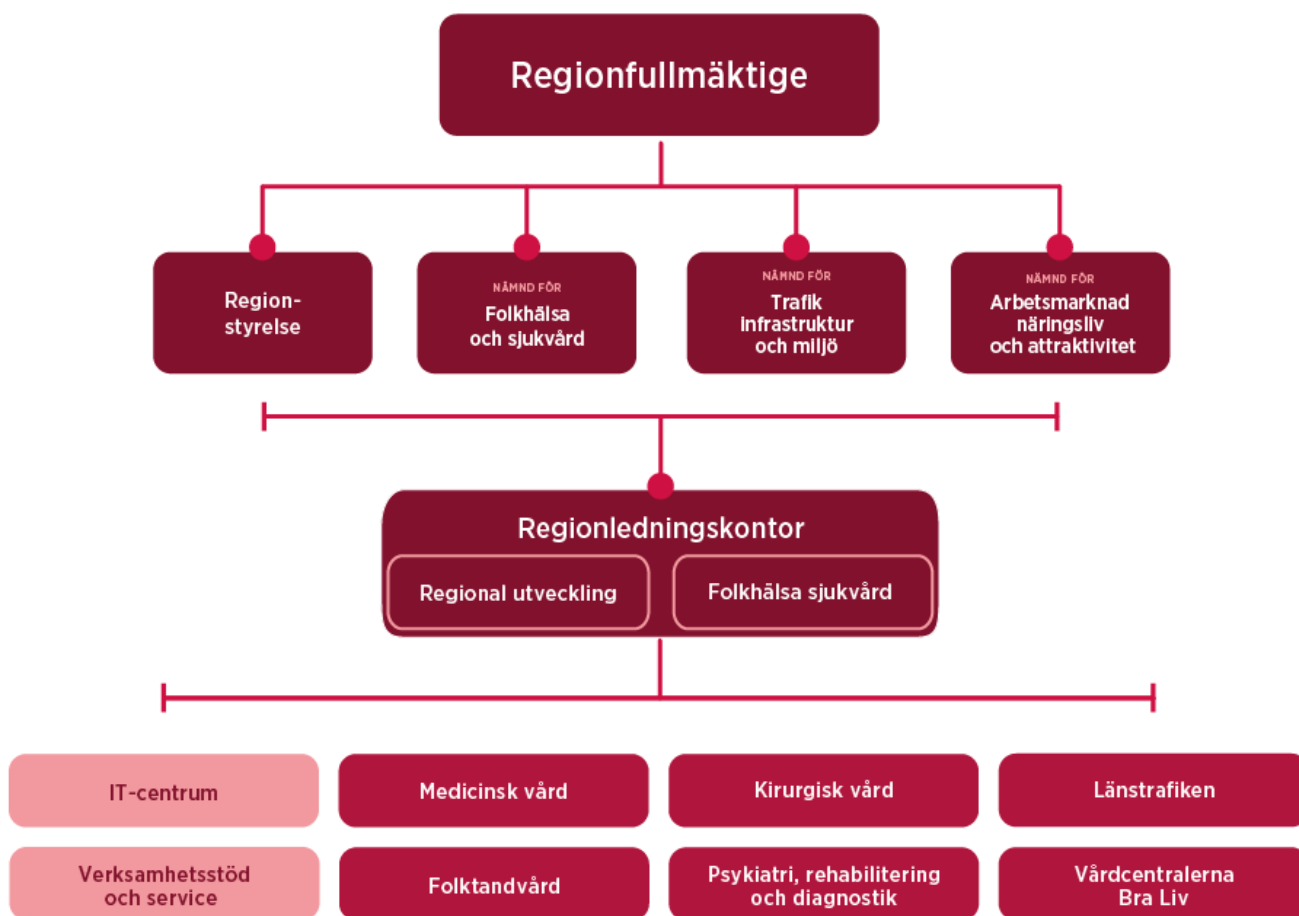 Regionfullmäktige
Region-
styrelse
NÄMND FÖR
Folkhälsa
och sjukvård
NÄMND FÖR
Trafik
infrastruktur
och miljö
NÄMND FÖR
Arbetsmarknad
näringsliv
och attraktivitet
Regionledningskontor
Regional utveckling
Folkhälsa sjukvård
IT-centrum
Medicinsk vård
Kirurgisk vård
Länstrafiken
Verksamhetsstöd
och service
Folktandvård
Psykiatri, rehabilitering
och diagnostik
Vårdcentralerna
Bra Liv